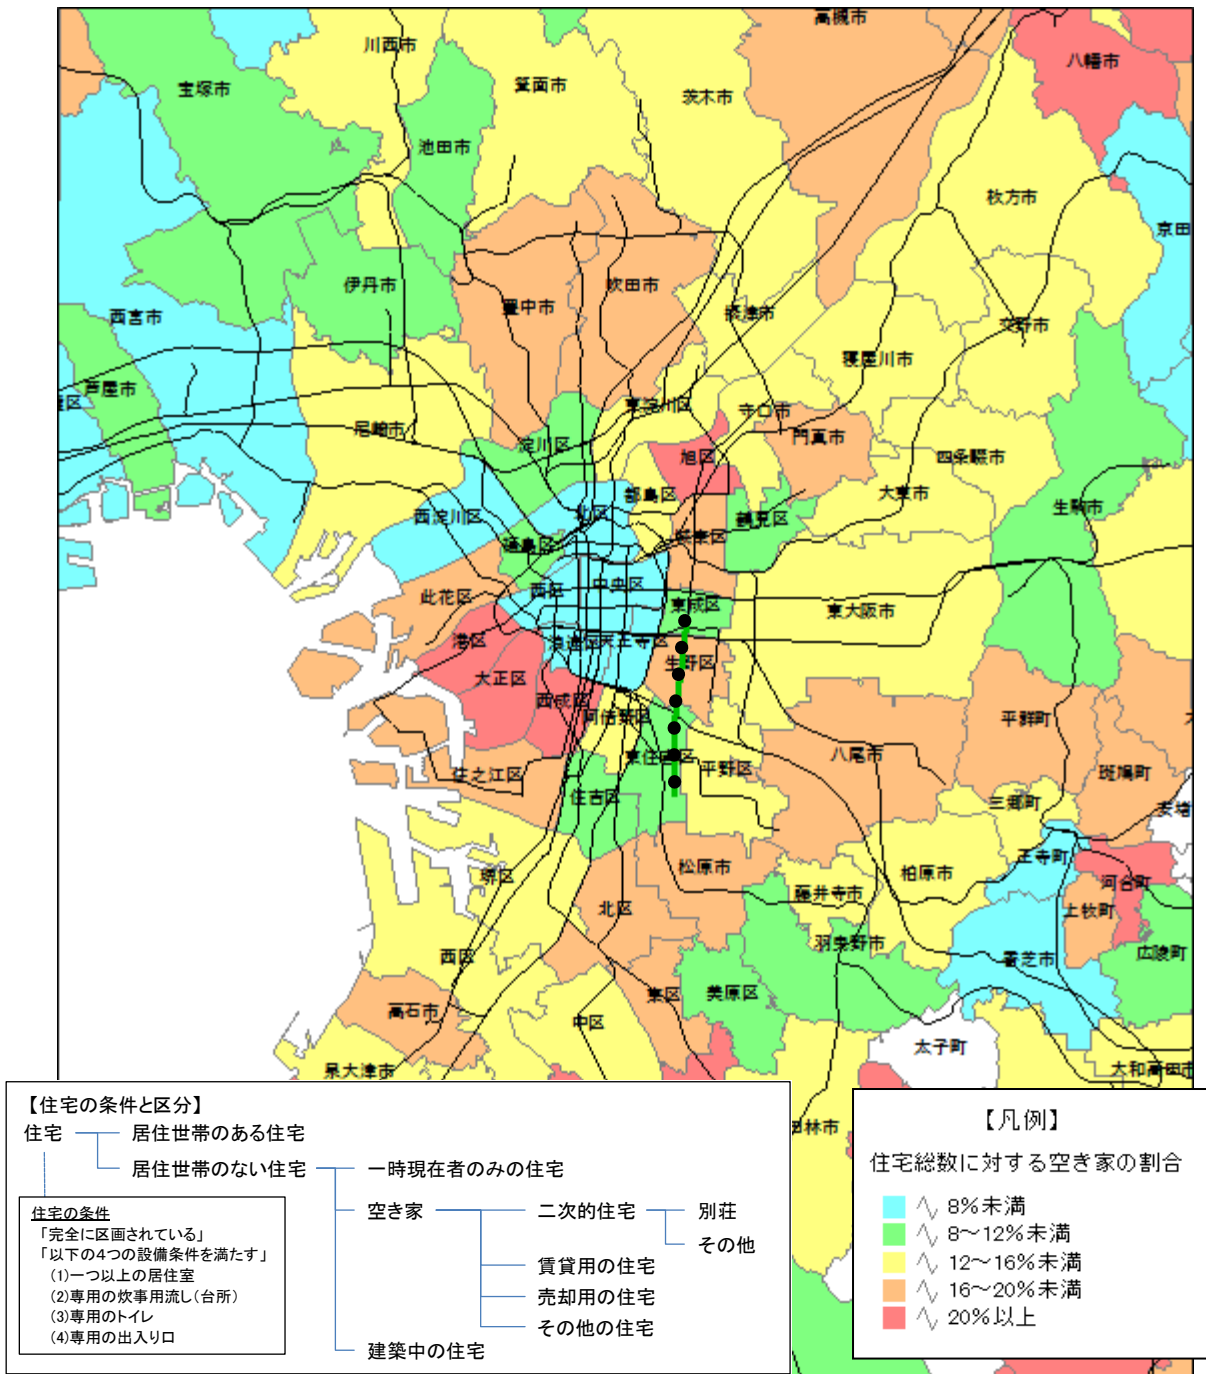 高槻市
川西市
八幡市
宝塚市
箕面市
茨木市
池田市
枚方市
京田
伊丹市
吹田市
豊中市
西宮市
摂津市
交野市
寝屋川市
芦屋市
東淀川区
守口市
尼崎市
門真市
淀川区
旭区
四条畷市
大東市
都島区
生駒市
西淀川区
北区
鶴見区
城東区
福島区
中央区
西区
此花区
東成区
東大阪市
港区
浪速区
天王寺区
生野区
大正区
西成区
阿倍野区
平群町
八尾市
東住吉区
平野区
斑鳩町
住之江区
住吉区
三郷町
安堵
王寺町
松原市
柏原市
堺区
藤井寺市
河合町
北区
上牧町
羽曳野市
西区
香芝市
広陵町
東区
美原区
高石市
中区
太子町
泉大津市
大和高田市
田林市
【住宅の条件と区分】
住宅
居住世帯のある住宅
居住世帯のない住宅
一時現在者のみの住宅
空き家
二次的住宅
別荘
その他
賃貸用の住宅
売却用の住宅
その他の住宅
建築中の住宅
住宅の条件
「完全に区画されている」
「以下の4つの設備条件を満たす」
(1)一つ以上の居住室
(2)専用の炊事用流し(台所)
(3)専用のトイレ
(4)専用の出入り口
【凡例】
住宅総数に対する空き家の割合
8%未満
8～12%未満
12～16%未満
16～20%未満
20%以上